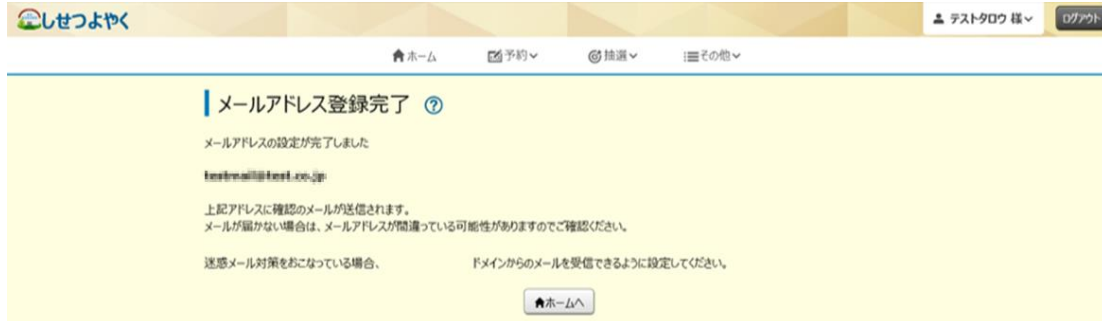 しせつよやく
テストタロウ 様
ログアウト
ホーム 予約 抽選 その他
メールアドレス登録完了 ?
メールアドレスの設定が完了しました
上記アドレスに確認のメールが送信されます。
メールが届かない場合は、メールアドレスが間違っている可能性がありますのでご確認ください。
迷惑メール対策をおこなっている場合、 ドメインからのメールを受信できるように設定してください。
ホームへ